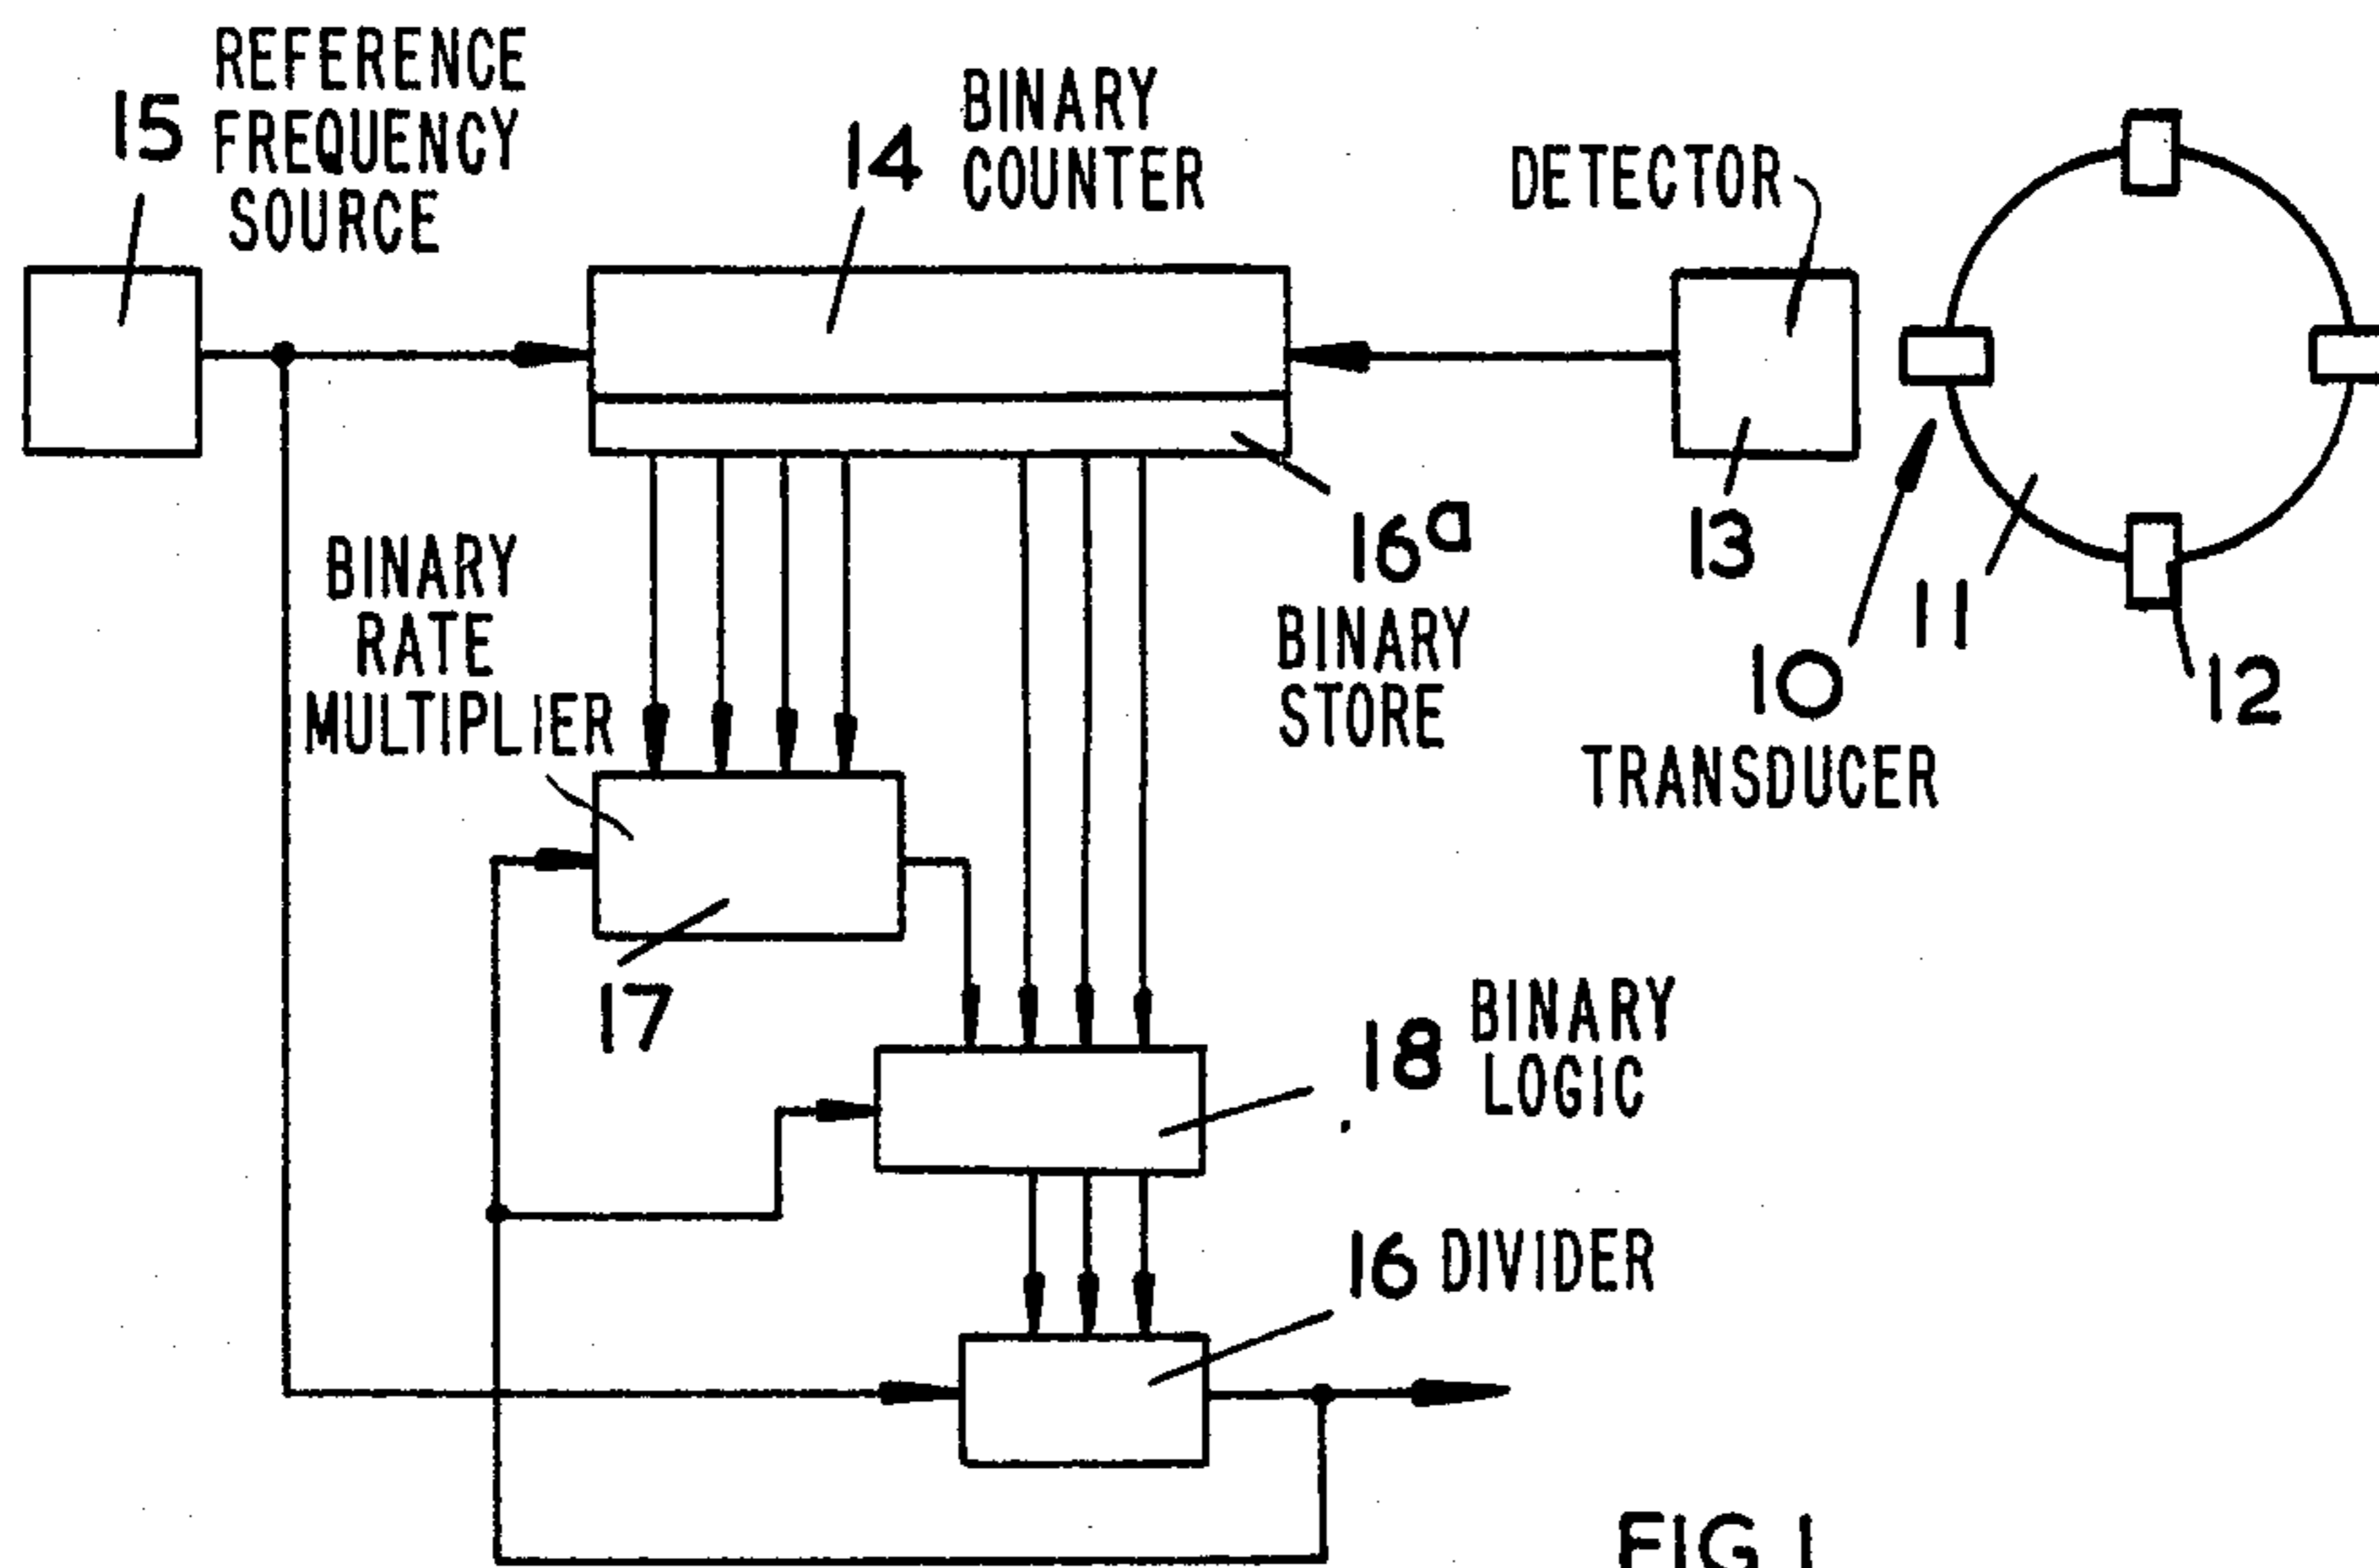 REFERENCE
FREQUENCY
SOURCE
15
14
BINARY
COUNTER
DETECTOR
16a
BINARY
STORE
13
11
10
TRANSDUCER
12
BINARY
RATE
MULTIPLIER
17
18
BINARY
LOGIC
16 DIVIDER
FIG.1